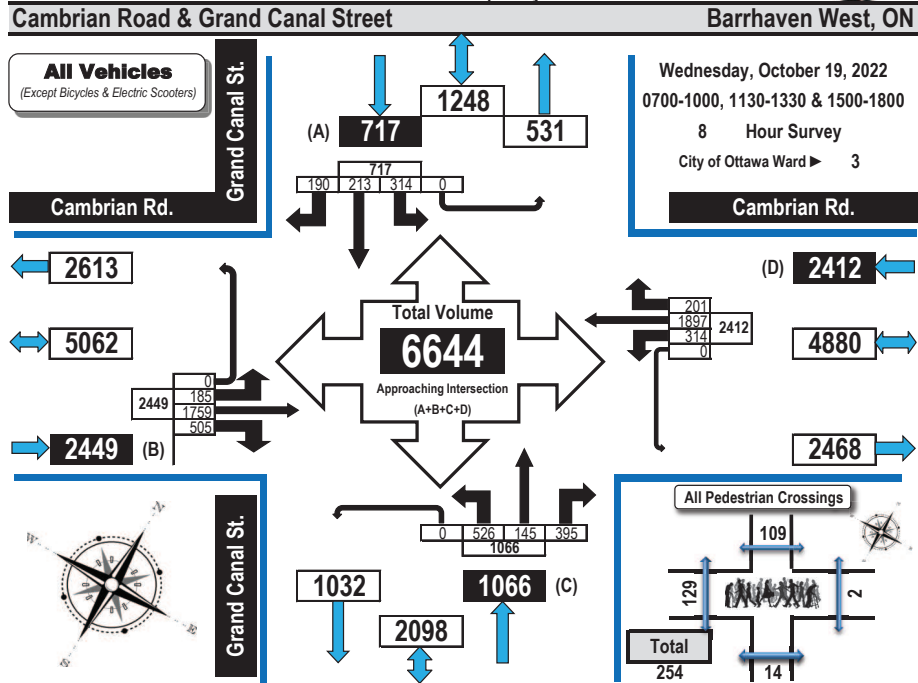 Cambrian Road & Grand Canal Street Barrhaven West, ON
All Vehicles
(Except Bicycles & Electric Scooters)
Grand Canal St.
Cambrian Rd.
1248
(A) 717 531
717
190 213 314 0
Wednesday, October 19, 2022
0700-1000, 1130-1330 & 1500-1800
8 Hour Survey
City of Ottawa Ward ► 3
Cambrian Rd.
2613
5062
2449 (B)
0
185
2449
1759
505
Total Volume
6644
Approaching Intersection
(A+B+C+D)
201
1897
2412
314
0
(D) 2412
4880
2468
0 526 145 395
1066
1032 1066 (C)
2098
N
W
E
S
Grand Canal St.
All Pedestrian Crossings
109
129
2
Total
254
14